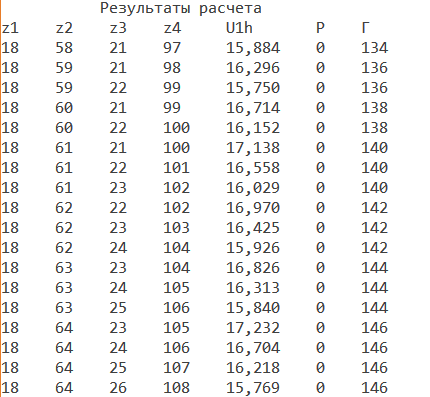 Результаты расчета
z1 z2 z3 z4 U1h P Г
18 58 21 97 15,884 0 134
18 59 21 98 16,296 0 136
18 59 22 99 15,750 0 136
18 60 21 99 16,714 0 138
18 60 22 100 16,152 0 138
18 61 21 100 17,138 0 140
18 61 22 101 16,558 0 140
18 61 23 102 16,029 0 140
18 62 22 102 16,970 0 142
18 62 23 103 16,425 0 142
18 62 24 104 15,926 0 142
18 63 23 104 16,826 0 144
18 63 24 105 16,313 0 144
18 63 25 106 15,840 0 144
18 64 23 105 17,232 0 146
18 64 24 106 16,704 0 146
18 64 25 107 16,218 0 146
18 64 26 108 15,769 0 146